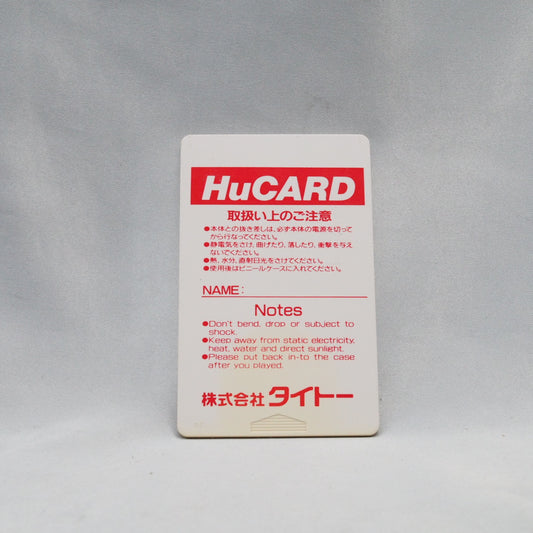 HuCARD
取扱い上のご注意
●本体との抜き差しは、必ず本体の電源を切って
から行なってください。
●静電気をさけ、曲げたり、落したり、衝撃を与え
ないでください。
●熱、水分、直射日光をさけてください。
●使用後はビニールケースに入れてください。
NAME:
Notes
●Don't bend, drop or subject to
shock.
●Keep away from static electricity,
heat, water and direct sunlight.
●Please put back in-to the case
after you played.
株式会社タイトー